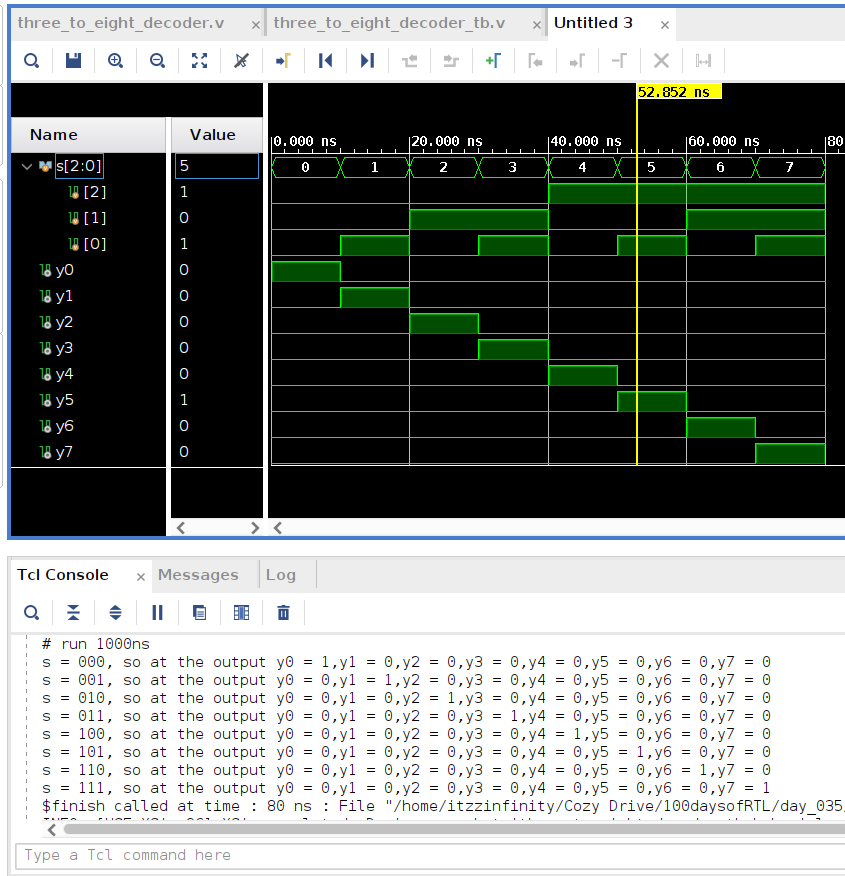 three_to_eight_decoder.v × three_to_eight_decoder_tb.v × Untitled 3 ×
52.852 ns
Name Value
0.000 ns 20.000 ns 40.000 ns 60.000 ns 80
s[2:0] 5 0 1 2 3 4 5 6 7
[2] 1
[1] 0
[0] 1
y0 0
y1 0
y2 0
y3 0
y4 0
y5 1
y6 0
y7 0
Tcl Console × Messages Log
# run 1000ns
s = 000, so at the output y0 = 1,y1 = 0,y2 = 0,y3 = 0,y4 = 0,y5 = 0,y6 = 0,y7 = 0
s = 001, so at the output y0 = 0,y1 = 1,y2 = 0,y3 = 0,y4 = 0,y5 = 0,y6 = 0,y7 = 0
s = 010, so at the output y0 = 0,y1 = 0,y2 = 1,y3 = 0,y4 = 0,y5 = 0,y6 = 0,y7 = 0
s = 011, so at the output y0 = 0,y1 = 0,y2 = 0,y3 = 1,y4 = 0,y5 = 0,y6 = 0,y7 = 0
s = 100, so at the output y0 = 0,y1 = 0,y2 = 0,y3 = 0,y4 = 1,y5 = 0,y6 = 0,y7 = 0
s = 101, so at the output y0 = 0,y1 = 0,y2 = 0,y3 = 0,y4 = 0,y5 = 1,y6 = 0,y7 = 0
s = 110, so at the output y0 = 0,y1 = 0,y2 = 0,y3 = 0,y4 = 0,y5 = 0,y6 = 1,y7 = 0
s = 111, so at the output y0 = 0,y1 = 0,y2 = 0,y3 = 0,y4 = 0,y5 = 0,y6 = 0,y7 = 1
$finish called at time : 80 ns : File "/home/itzzinfinity/Cozy Drive/100daysofRTL/day_035/
Type a Tcl command here